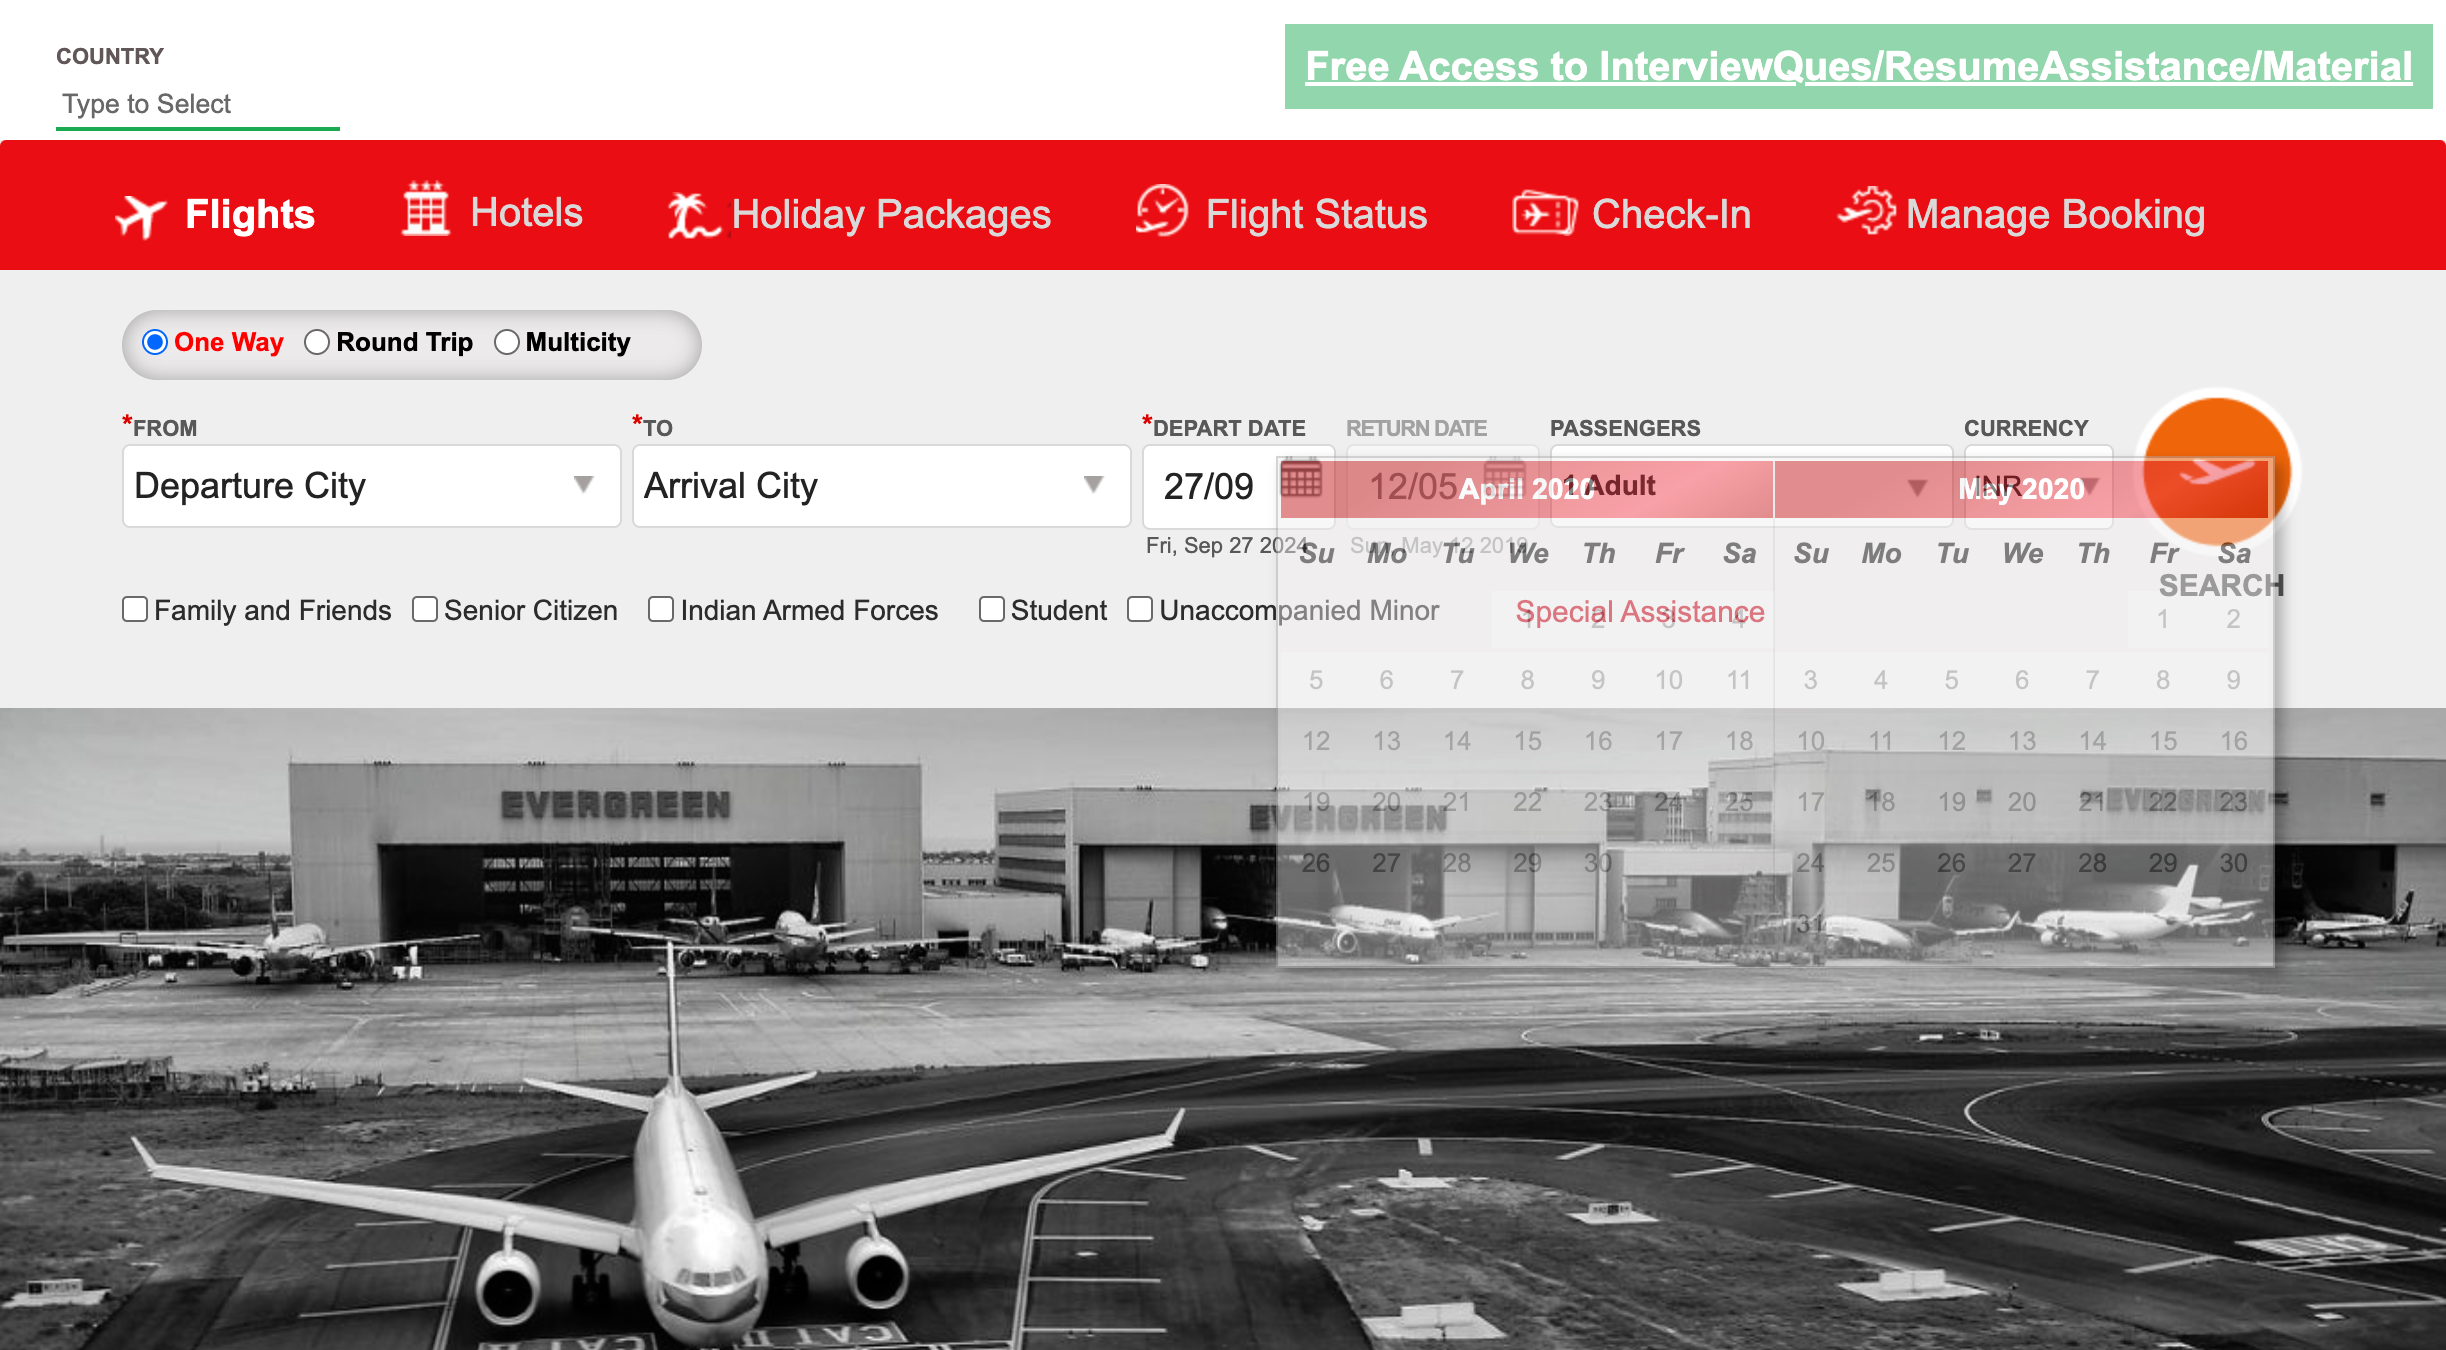 COUNTRY
Type to Select
Free Access to InterviewQues/ResumeAssistance/Material
Flights Hotels Holiday Packages Flight Status Check-In Manage Booking
One Way Round Trip Multicity
*FROM *TO *DEPART DATE RETURN DATE PASSENGERS CURRENCY
Departure City Arrival City 27/09 12/05 1 Adult INR
April 2020 May 2020
Fri, Sep 27 2024 Sun, May 12 2019
Su Mo Tu We Th Fr Sa Su Mo Tu We Th Fr Sa
SEARCH
Family and Friends Senior Citizen Indian Armed Forces Student Unaccompanied Minor Special Assistance
1 2 3 4 1 2
5 6 7 8 9 10 11 3 4 5 6 7 8 9
12 13 14 15 16 17 18 10 11 12 13 14 15 16
19 20 21 22 23 24 25 17 18 19 20 21 22 23
EVERGREEN EVERGREEN EVERGREEN
26 27 28 29 30 24 25 26 27 28 29 30
31